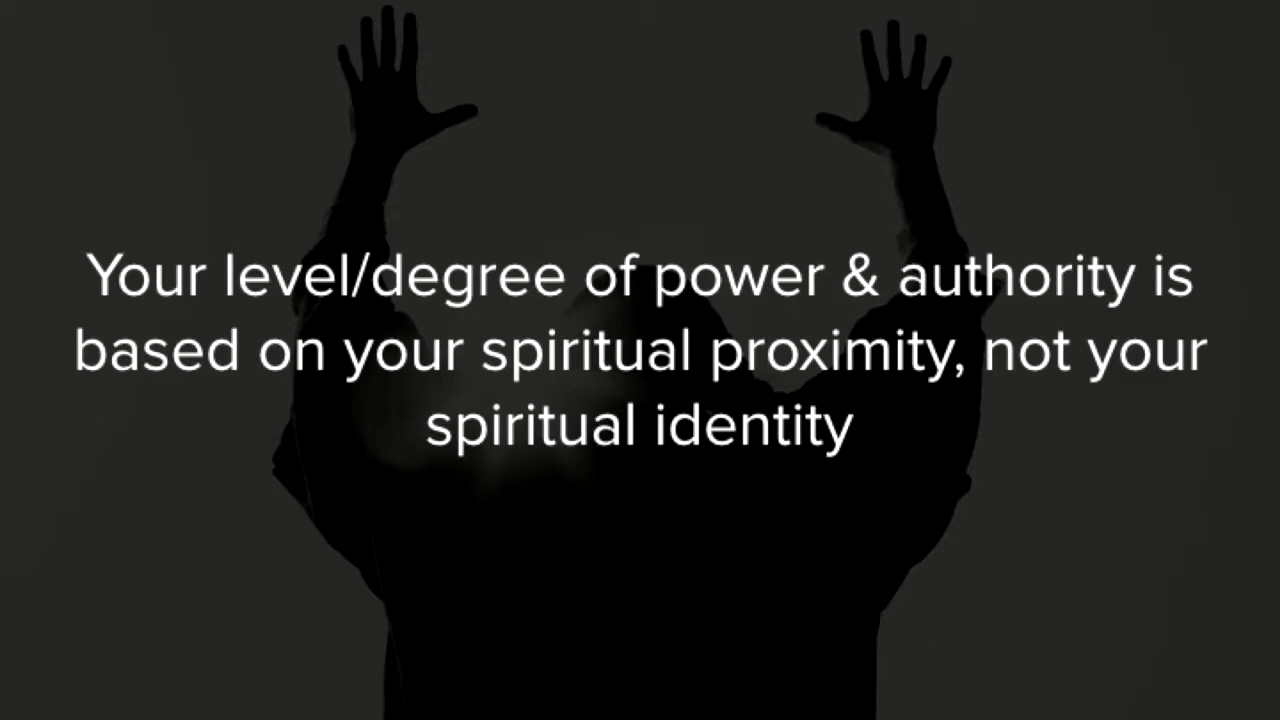 Your level/degree of power & authority is
based on your spiritual proximity, not your
spiritual identity